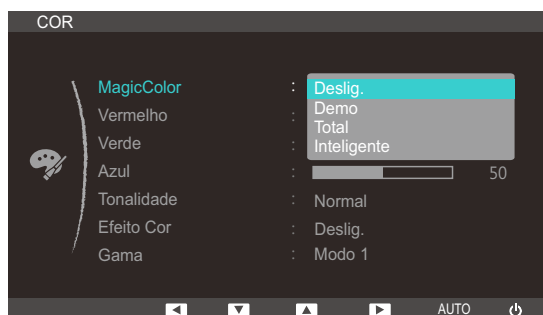 COR
MagicColor : Deslig.
Demo
Vermelho :
Total
Verde : Inteligente
Azul : 50
Tonalidade : Normal
Efeito Cor : Deslig.
Gama : Modo 1
AUTO